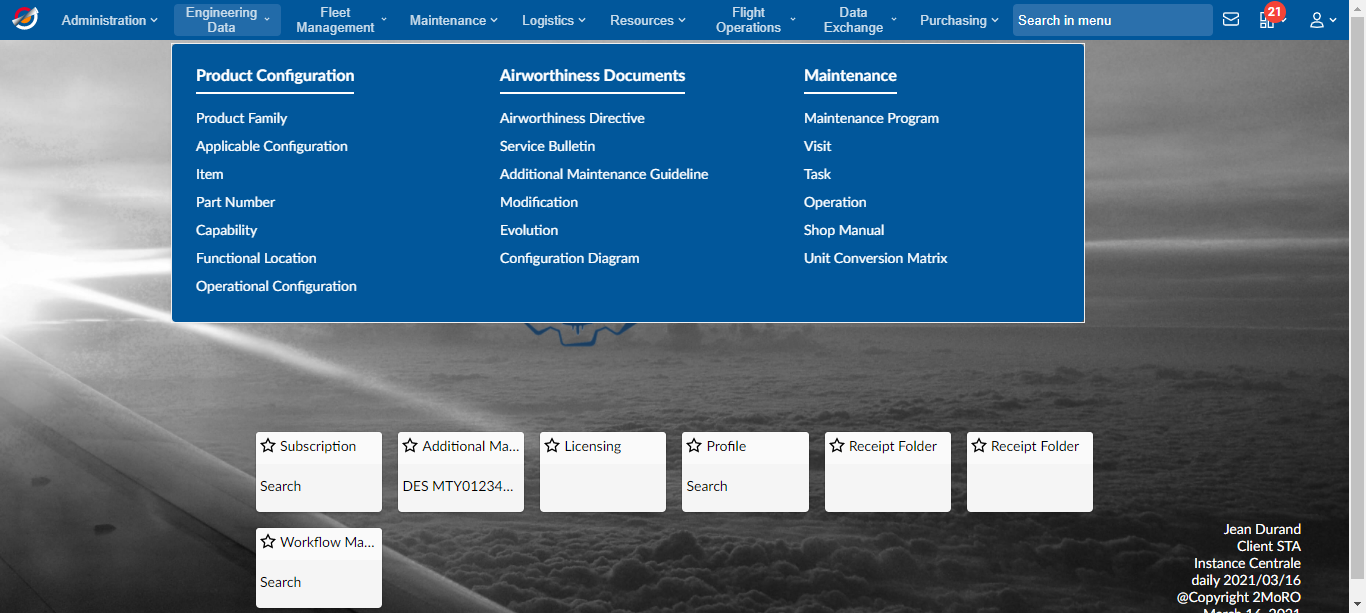 Administration
Engineering
Data
Fleet
Management
Maintenance
Logistics
Resources
Flight
Operations
Data
Exchange
Purchasing
Search in menu
21
Product Configuration
Product Family
Applicable Configuration
Item
Part Number
Capability
Functional Location
Operational Configuration
Airworthiness Documents
Airworthiness Directive
Service Bulletin
Additional Maintenance Guideline
Modification
Evolution
Configuration Diagram
Maintenance
Maintenance Program
Visit
Task
Operation
Shop Manual
Unit Conversion Matrix
Subscription
Search
Additional Ma...
DES MTY01234...
Licensing
Profile
Search
Receipt Folder
Receipt Folder
Workflow Ma...
Search
Jean Durand
Client STA
Instance Centrale
daily 2021/03/16
@Copyright 2MoRO
March 16, 2021